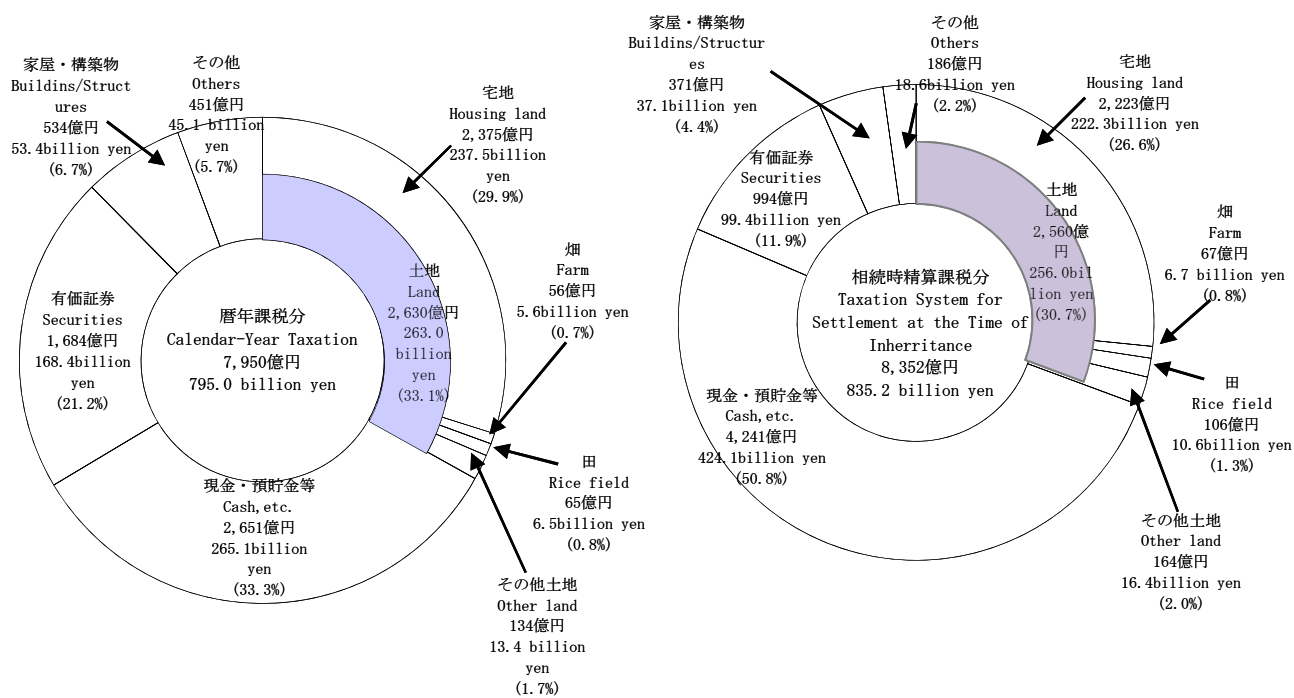 家屋・構築物
Buildins/Struct
ures
534億円
53.4billion yen
(6.7%)
その他
Others
451億円
45.1 billion
yen
(5.7%)
宅地
Housing land
2,375億円
237.5billion
yen
(29.9%)
土地
Land
2,630億円
263.0
billion
yen
(33.1%)
畑
Farm
56億円
5.6billion yen
(0.7%)
田
Rice field
65億円
6.5billion yen
(0.8%)
その他土地
Other land
134億円
13.4 billion
yen
(1.7%)
有価証券
Securities
1,684億円
168.4billion
yen
(21.2%)
暦年課税分
Calendar-Year Taxation
7,950億円
795.0 billion yen
現金・預貯金等
Cash,etc.
2,651億円
265.1billion
yen
(33.3%)
家屋・構築物
Buildins/Structur
es
371億円
37.1billion yen
(4.4%)
その他
Others
186億円
18.6billion yen
(2.2%)
宅地
Housing land
2,223億円
222.3billion yen
(26.6%)
有価証券
Securities
994億円
99.4billion yen
(11.9%)
土地
Land
2,560億
円
256.0bil
lion yen
(30.7%)
畑
Farm
67億円
6.7 billion yen
(0.8%)
相続時精算課税分
Taxation System for
Settlement at the Time of
Inherritance
8,352億円
835.2 billion yen
田
Rice field
106億円
10.6billion yen
(1.3%)
現金・預貯金等
Cash,etc.
4,241億円
424.1billion yen
(50.8%)
その他土地
Other land
164億円
16.4billion yen
(2.0%)